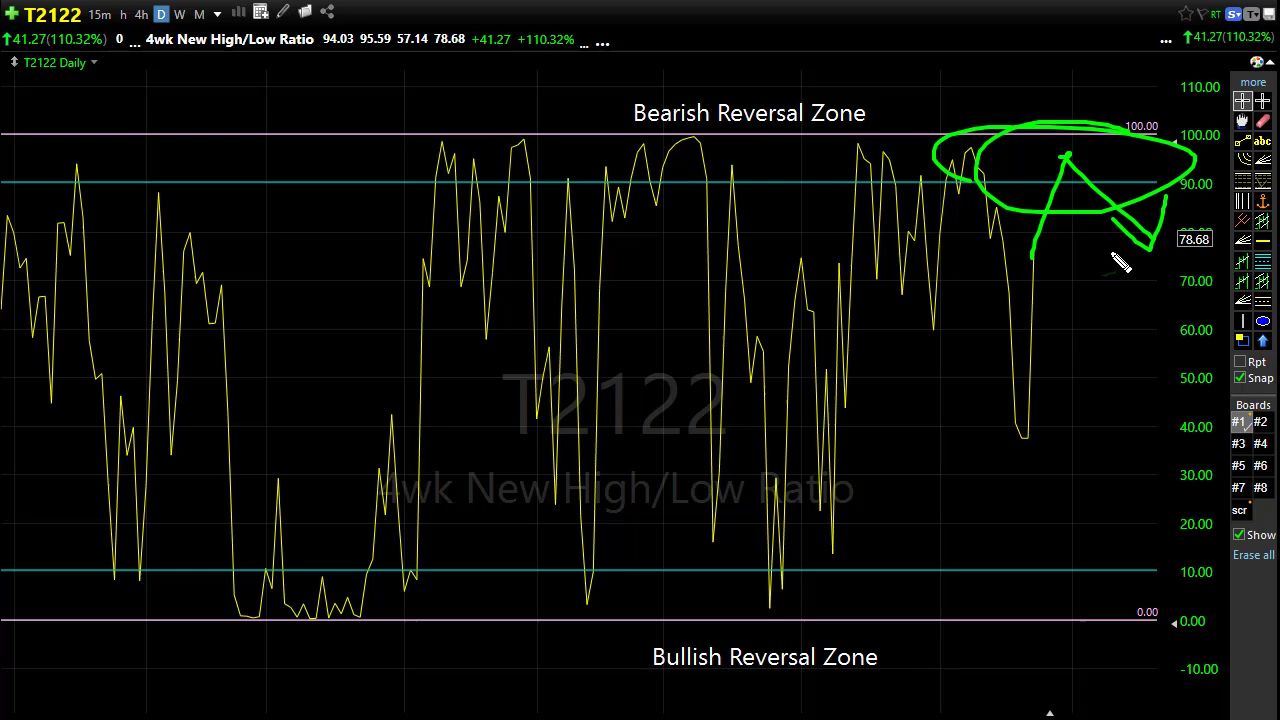 T2122 15m h 4h D W M
RT S T
41.27(110.32%) 0 ... 4wk New High/Low Ratio 94.03 95.59 57.14 78.68 +41.27 +110.32% ... ...
... 41.27(110.32%)
T2122 Daily
more
110.00
Bearish Reversal Zone
100.00
100.00
abc
90.00
80.00
78.68
70.00
60.00
Rpt
50.00
Snap
T2122
Boards
40.00
#1 #2
#3 #4
30.00
#5 #6
4wk New High/Low Ratio
#7 #8
scr
20.00
Show
Erase all
10.00
0.00
0.00
Bullish Reversal Zone
-10.00